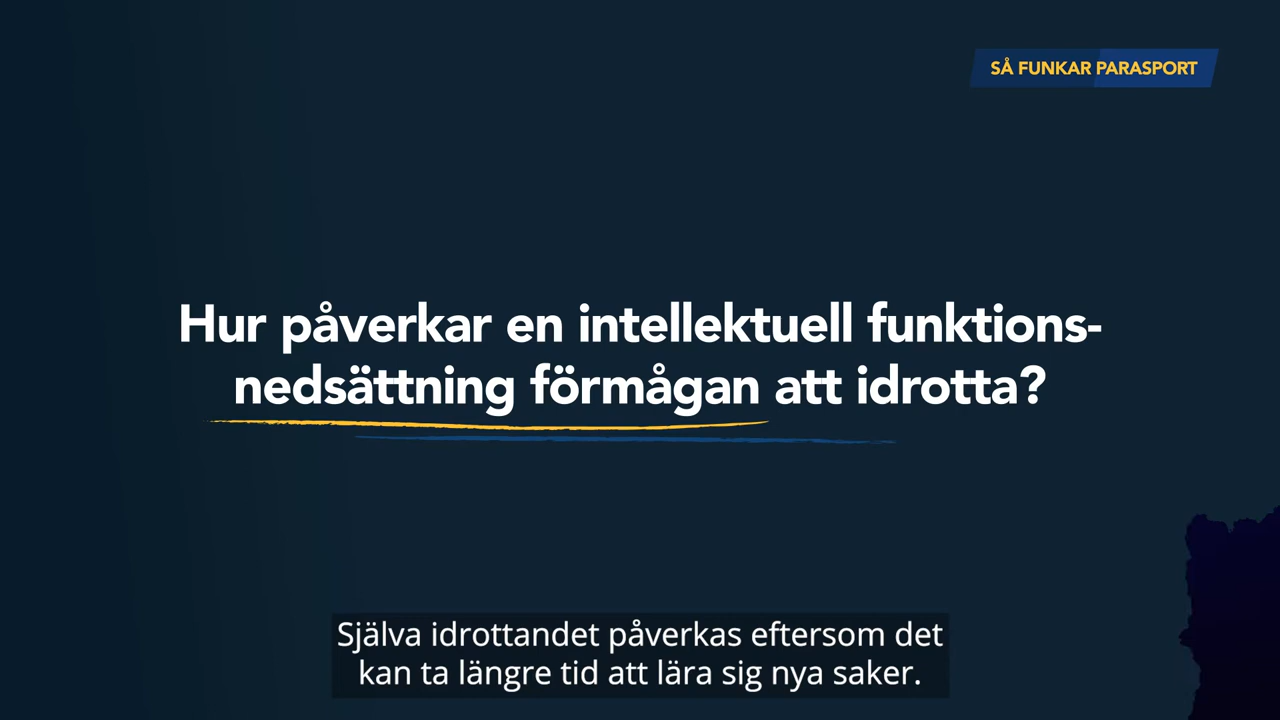 SÅ FUNKAR PARASPORT
Hur påverkar en intellektuell funktions-
nedsättning förmågan att idrotta?
Själva idrottandet påverkas eftersom det
kan ta längre tid att lära sig nya saker.